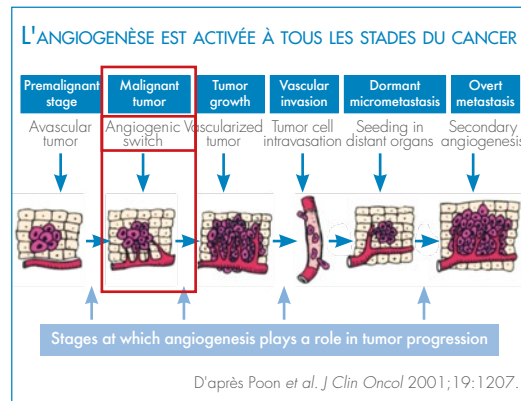 L'ANGIOGENÈSE EST ACTIVÉE À TOUS LES STADES DU CANCER
Premalignant stage
Malignant tumor
Tumor growth
Vascular invasion
Dormant micrometastasis
Overt metastasis
Avascular tumor
Angiogenic switch
Vascularized tumor
Tumor cell intravasation
Seeding in distant organs
Secondary angiogenesis
Stages at which angiogenesis plays a role in tumor progression
D'après Poon et al. J Clin Oncol 2001;19:1207.